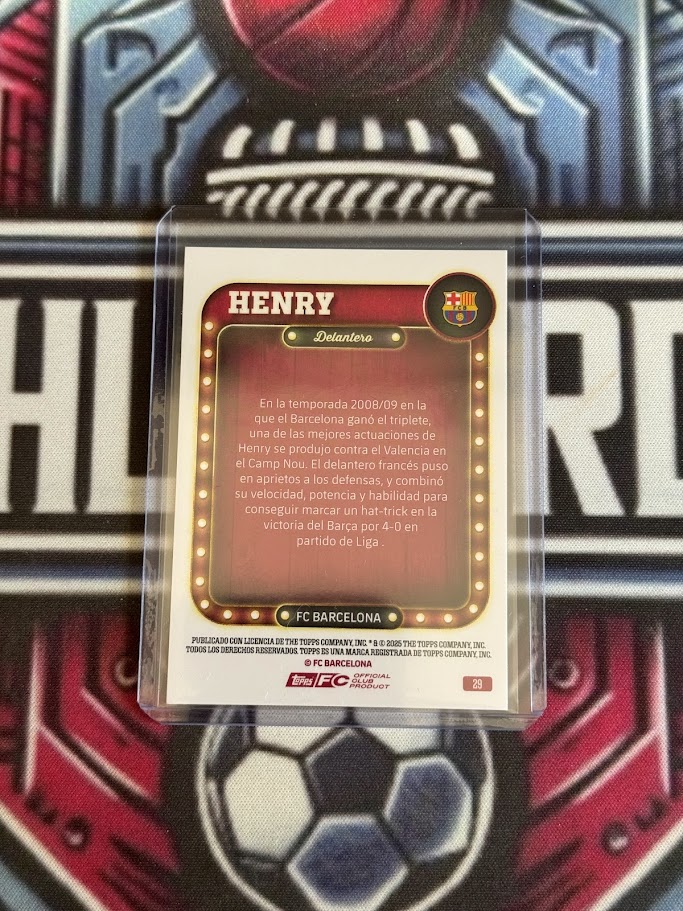 HENRY
FCB
Delantero
En la temporada 2008/09 en la
que el Barcelona ganó el triplete,
una de las mejores actuaciones de
Henry se produjo contra el Valencia en
el Camp Nou. El delantero francés puso
en aprietos a los defensas, y combinó
su velocidad, potencia y habilidad para
conseguir marcar un hat-trick en la
victoria del Barça por 4-0 en
partido de Liga .
FC BARCELONA
PUBLICADO CON LICENCIA DE THE TOPPS COMPANY, INC. ® & © 2025 THE TOPPS COMPANY, INC.
TODOS LOS DERECHOS RESERVADOS. TOPPS ES UNA MARCA REGISTRADA DE TOPPS COMPANY, INC.
© FC BARCELONA
topps FC OFFICIAL
CLUB
PRODUCT
29